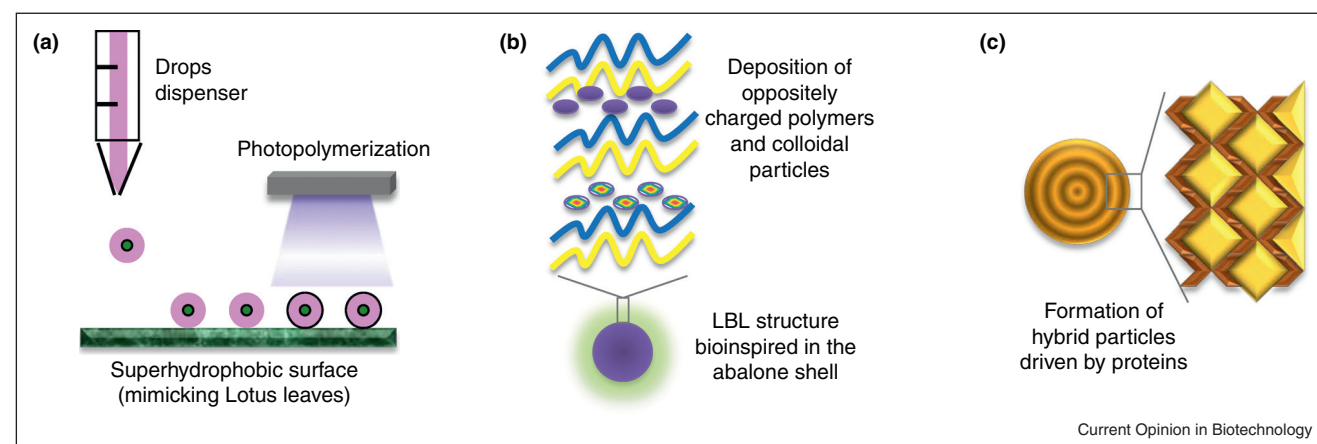 (a)
Drops
dispenser
Photopolymerization
Superhydrophobic surface
(mimicking Lotus leaves)
(b)
Deposition of
oppositely
charged polymers
and colloidal
particles
LBL structure
bioinspired in the
abalone shell
(c)
Formation of
hybrid particles
driven by proteins
Current Opinion in Biotechnology